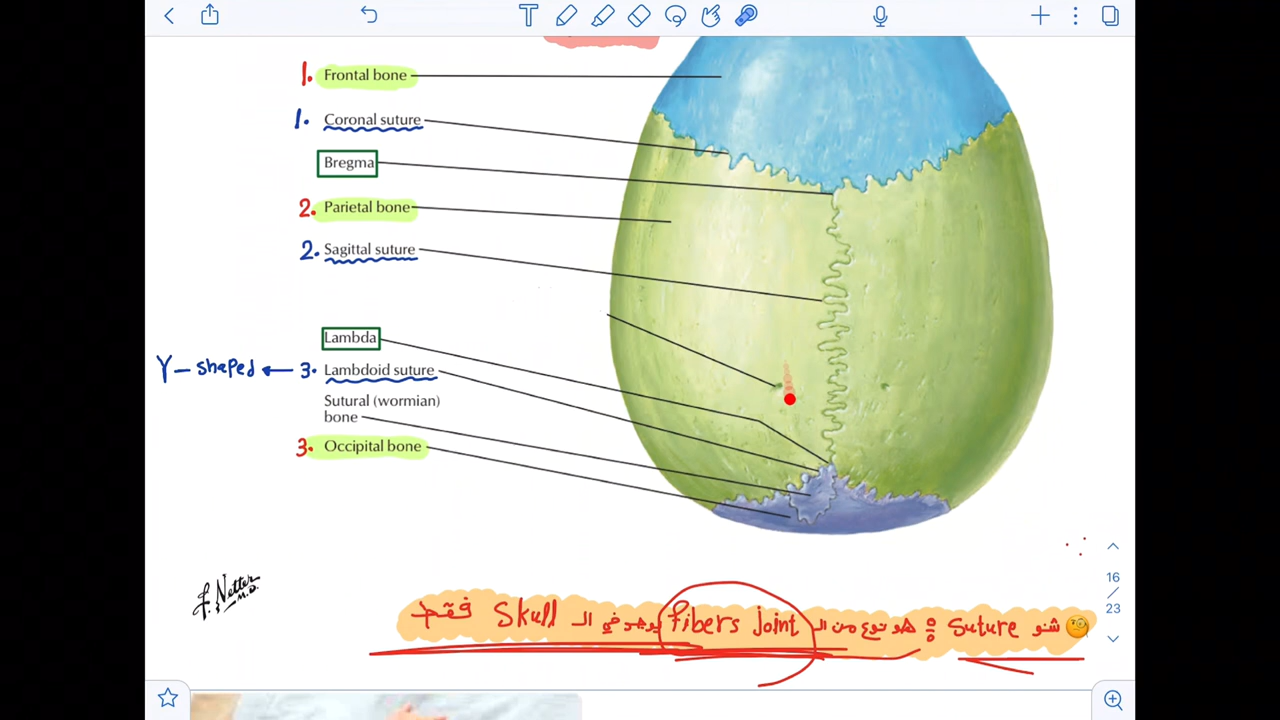 1. Frontal bone
1. Coronal suture
Bregma
2. Parietal bone
2. Sagittal suture
Lambda
Y-shaped ← 3. Lambdoid suture
Sutural (wormian)
bone
3. Occipital bone
16
/
23
F. Netter
M.D.
شنو Suture ؟ هو نوع من الـ fibers joint يوجد في الـ Skull فقط